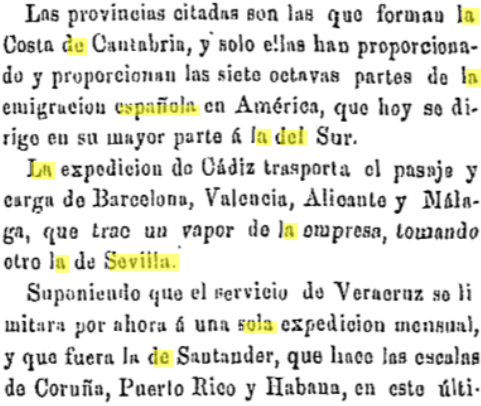 Las provincias citadas son las que forman la
Costa de Cantabria, y solo ellas han proporciona-
do y proporcionan las siete octavas partes de la
emigracion española en América, que hoy se di-
rige en su mayor parte á la del Sur.
La expedicion de Cádiz trasporta el pasaje y
carga de Barcelona, Valencia, Alicante y Mála-
ga, que trae un vapor de la empresa, tomando
otro la de Sevilla.
Suponiendo que el servicio de Veracruz se li
mitara por ahora á una sola expedicion mensual,
y que fuera la de Santander, que hace las escalas
de Coruña, Puerto Rico y Habana, en este últi-